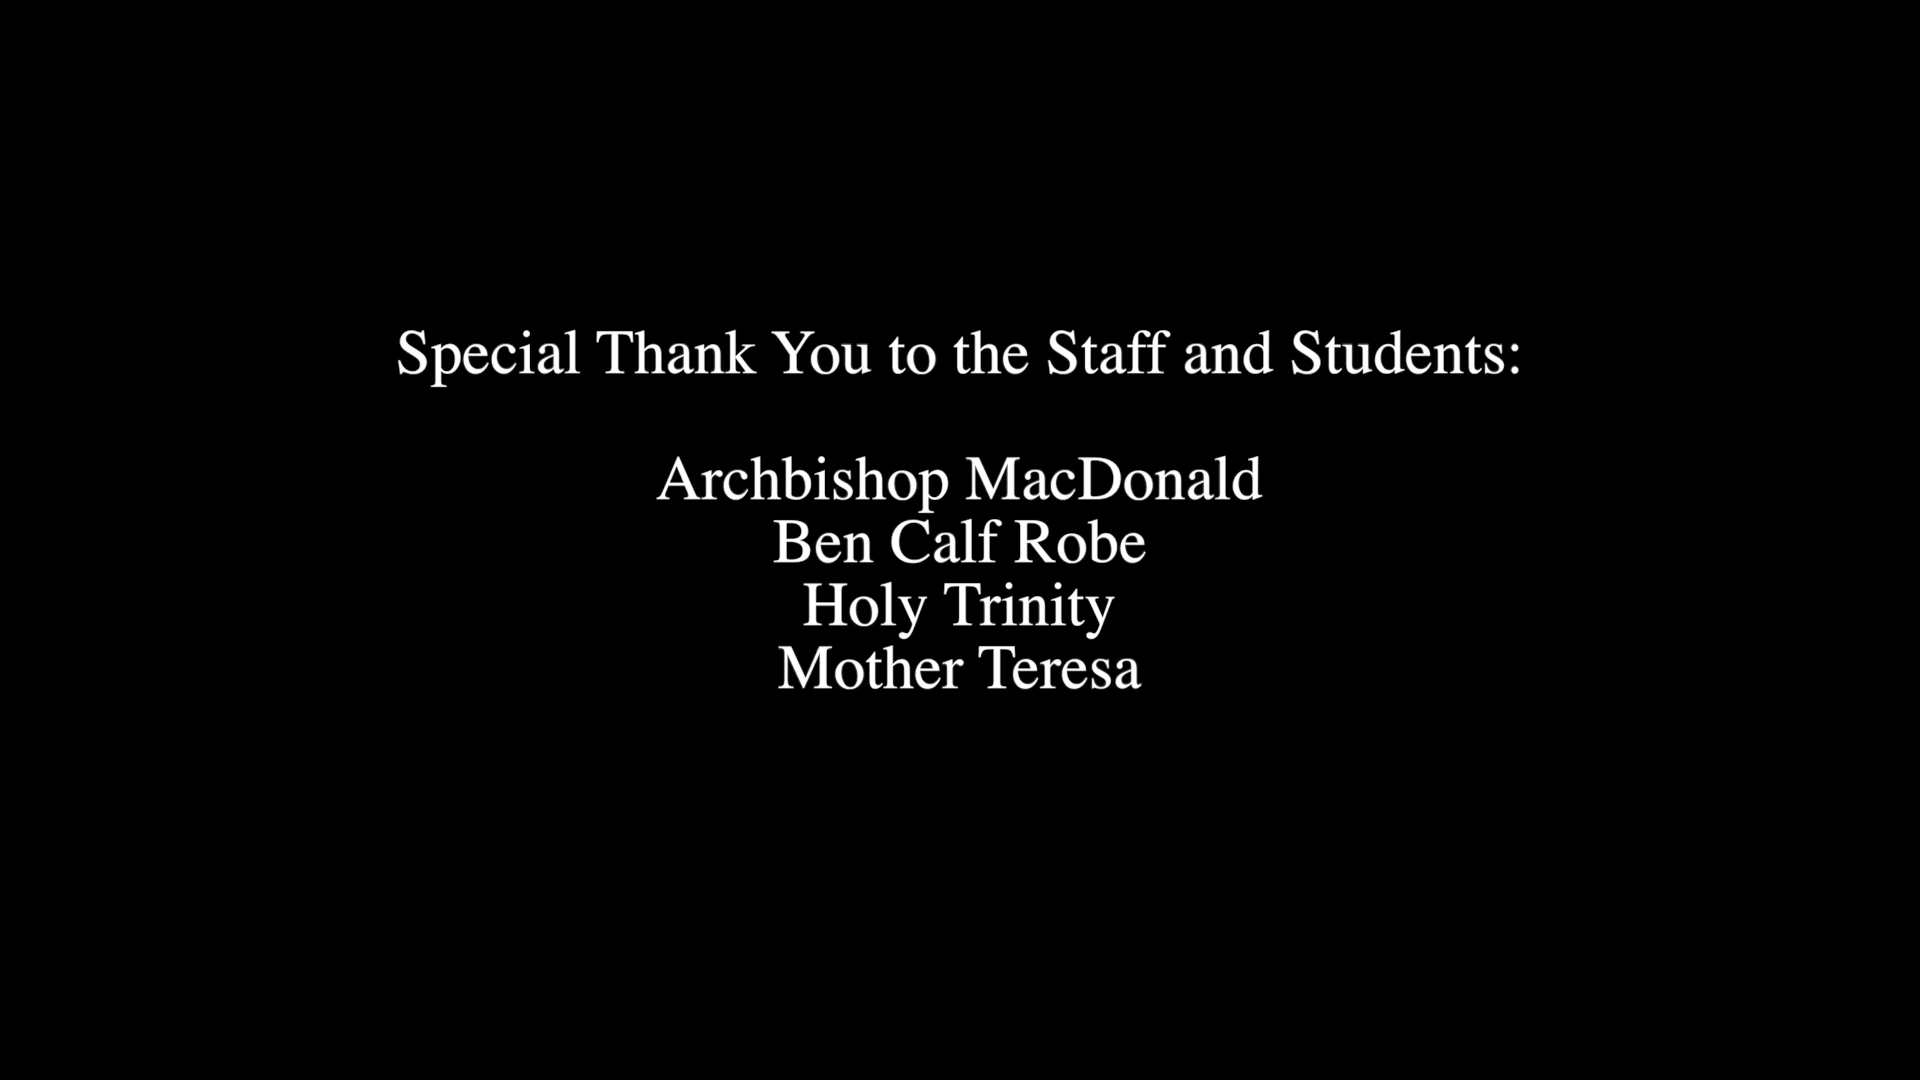 Special Thank You to the Staff and Students:
Archbishop MacDonald
Ben Calf Robe
Holy Trinity
Mother Teresa